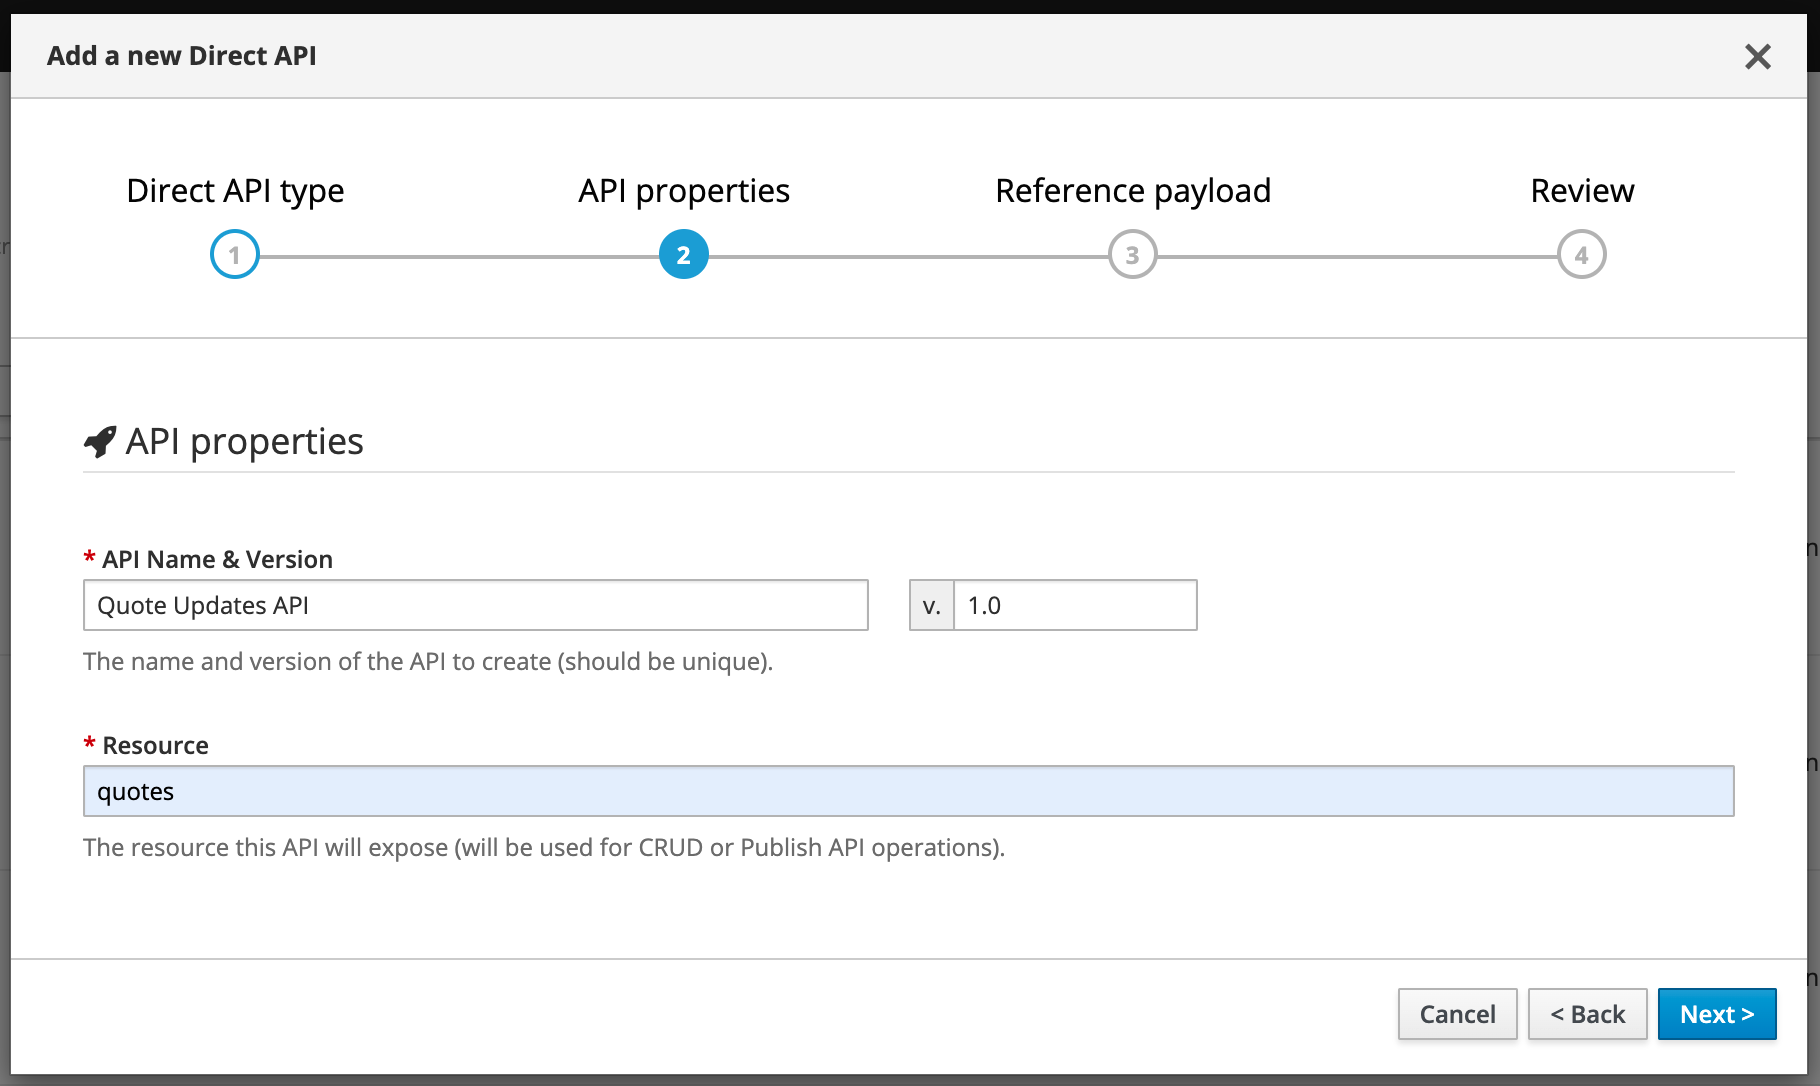 Add a new Direct API
Direct API type
API properties
Reference payload
Review
1
2
3
4
API properties
* API Name & Version
Quote Updates API
v.
1.0
The name and version of the API to create (should be unique).
* Resource
quotes
The resource this API will expose (will be used for CRUD or Publish API operations).
Cancel
< Back
Next >